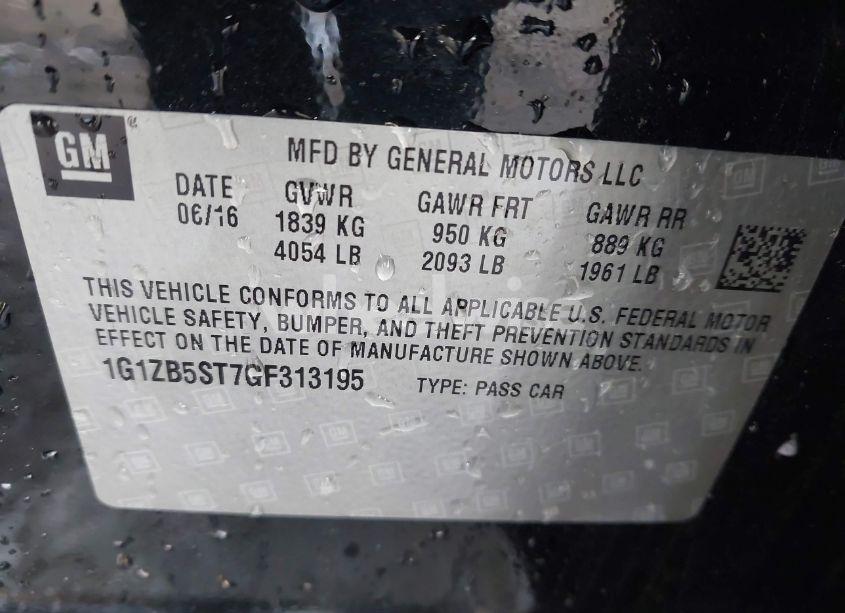 GM
MFD BY GENERAL MOTORS LLC
DATE GVWR GAWR FRT GAWR RR
06/16 1839 KG 950 KG 889 KG
4054 LB 2093 LB 1961 LB
THIS VEHICLE CONFORMS TO ALL APPLICABLE U.S. FEDERAL MOTOR
VEHICLE SAFETY, BUMPER, AND THEFT PREVENTION STANDARDS IN
EFFECT ON THE DATE OF MANUFACTURE SHOWN ABOVE.
1G1ZB5ST7GF313195 TYPE: PASS CAR